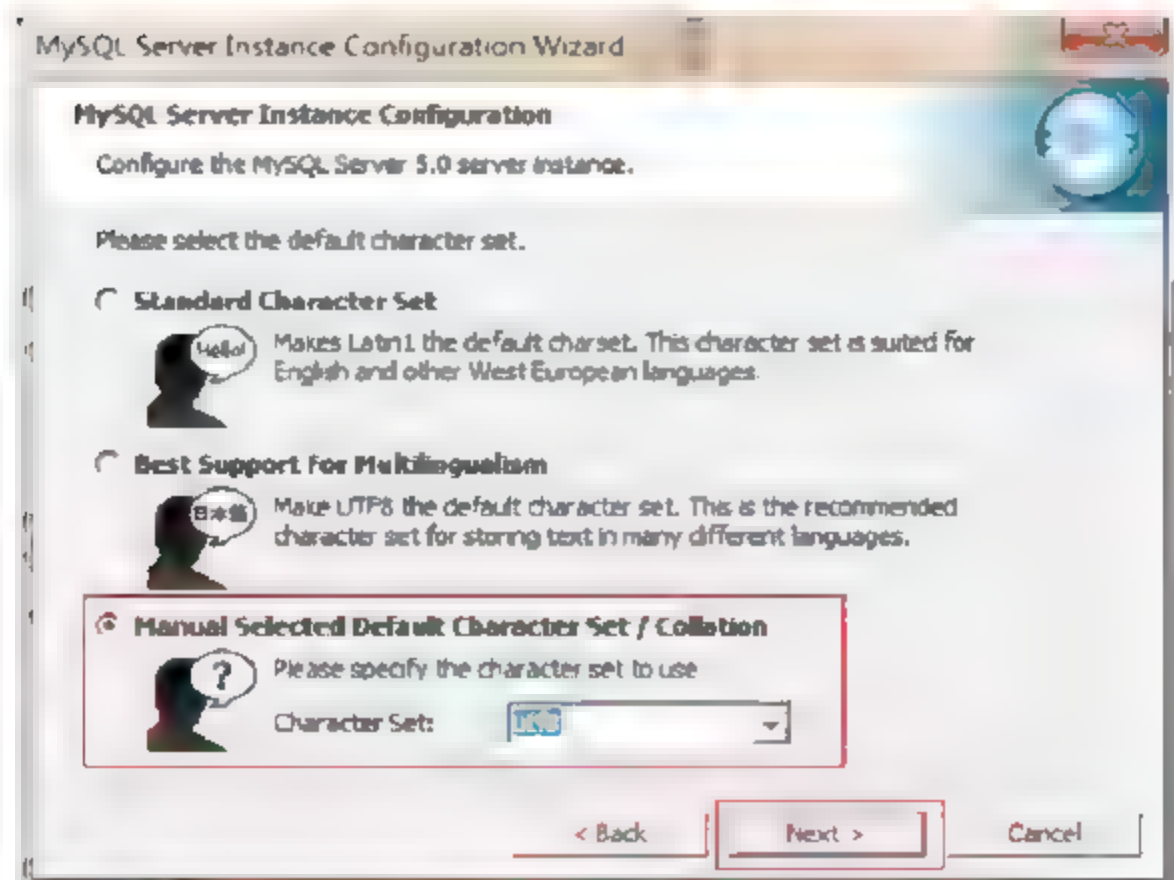 MySQL Server Instance Configuration Wizard
MySQL Server Instance Configuration
Configure the MySQL Server 5.0 server instance.
Please select the default character set.
Standard Character Set
Hello!
Makes Latin1 the default charset. This character set is suited for
English and other West European languages.
Best Support For Multilingualism
日本語
Make UTF8 the default character set. This is the recommended
character set for storing text in many different languages.
Manual Selected Default Character Set / Collation
?
Please specify the character set to use
Character Set:
< Back
Next >
Cancel